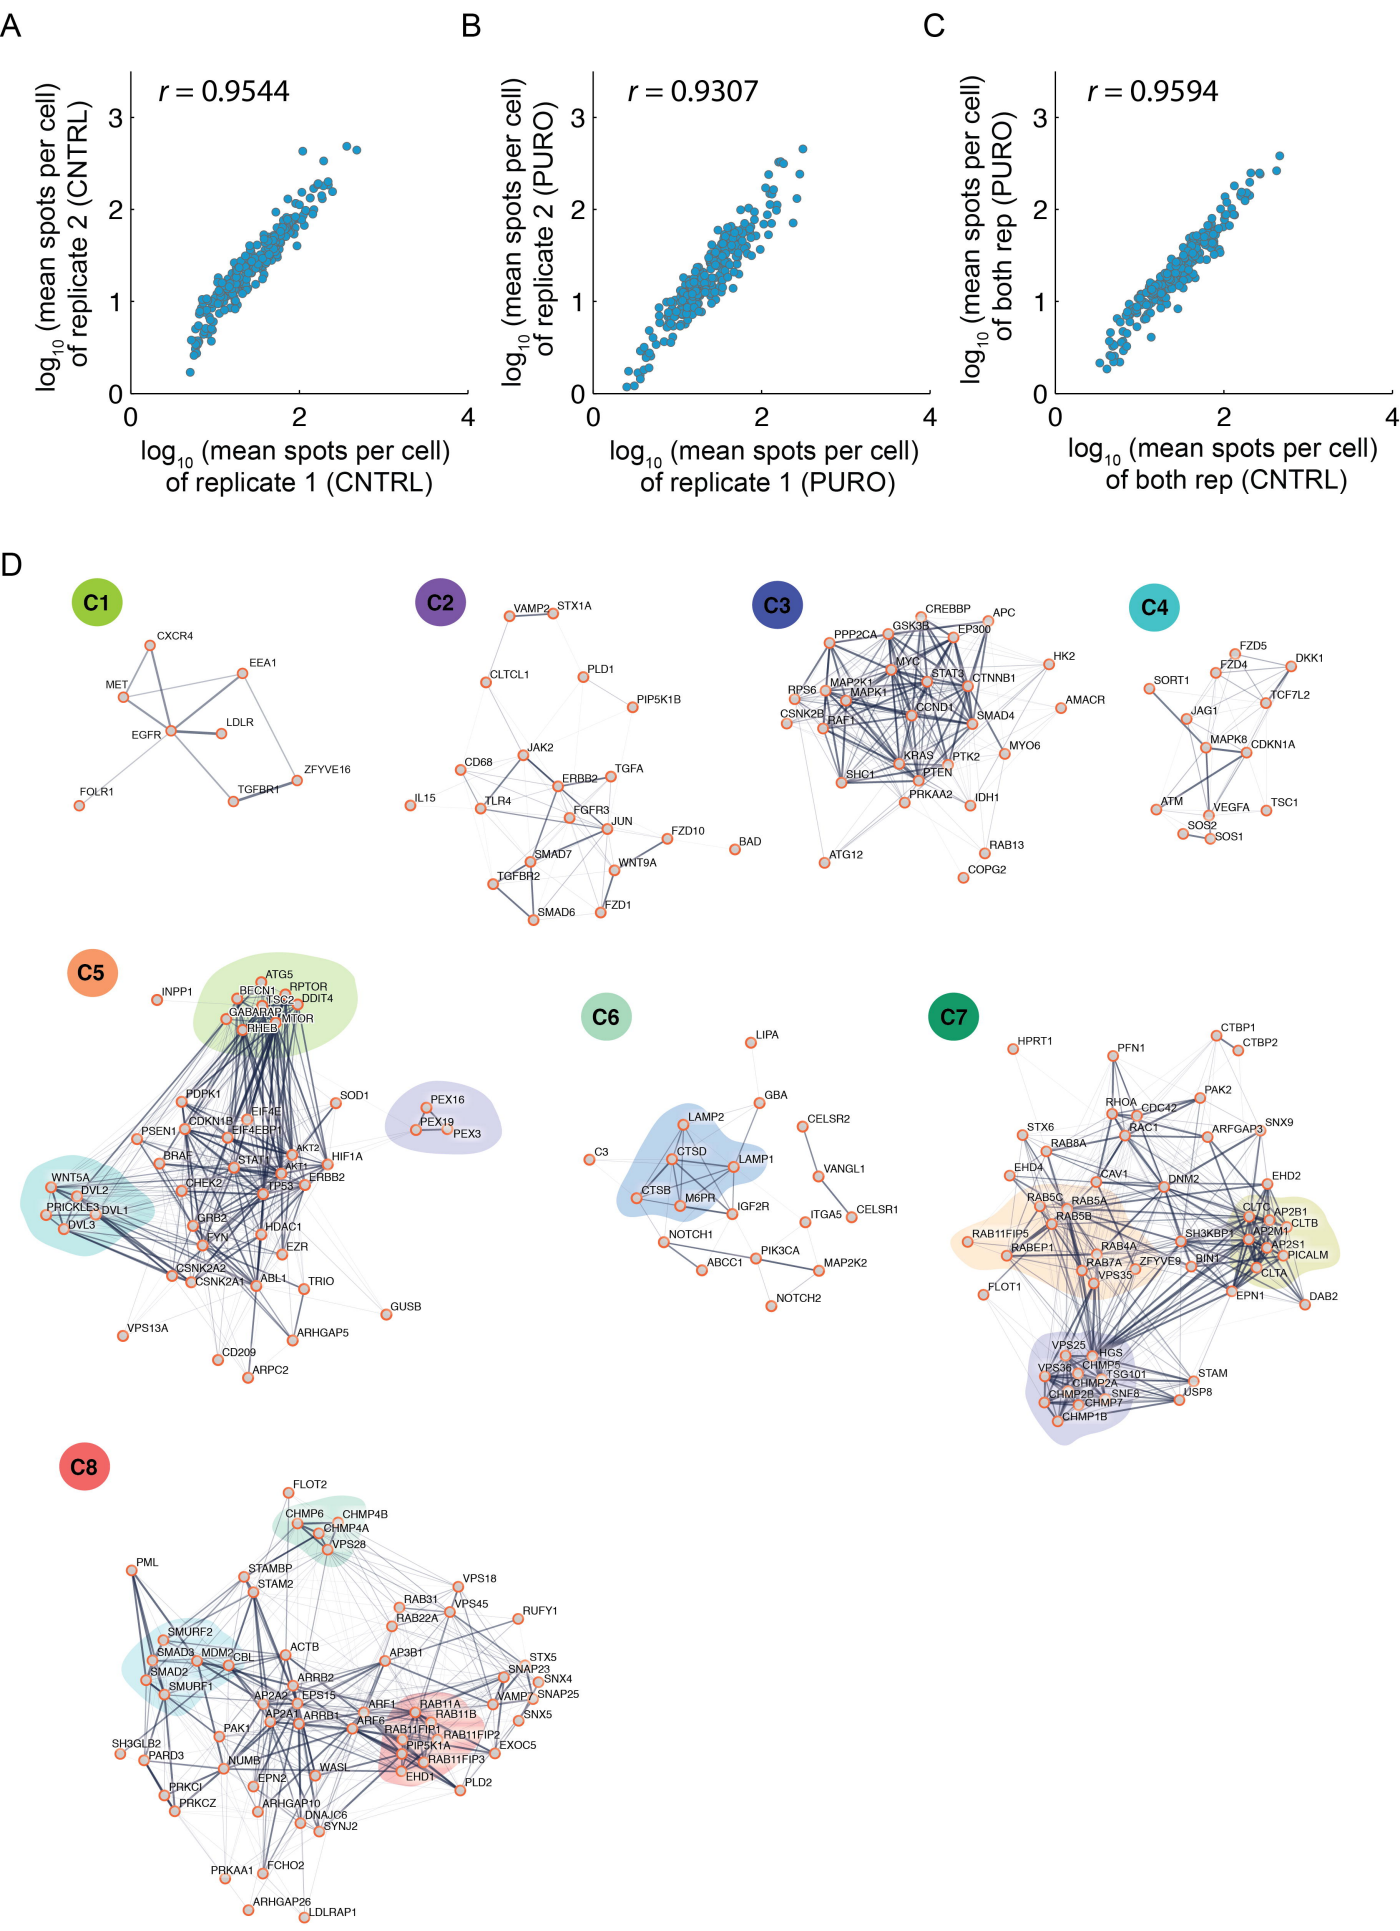 A
B
C
r = 0.9544
r = 0.9307
r = 0.9594
log10 (mean spots per cell)
of replicate 2 (CNTRL)
3
2
1
0
0
2
4
log10 (mean spots per cell)
of replicate 1 (CNTRL)
log10 (mean spots per cell)
of replicate 2 (PURO)
3
2
1
0
0
2
4
log10 (mean spots per cell)
of replicate 1 (PURO)
log10 (mean spots per cell)
of both rep (PURO)
3
2
1
0
0
2
4
log10 (mean spots per cell)
of both rep (CNTRL)
D
C1
CXCR4
EEA1
MET
LDLR
EGFR
ZFYVE16
TGFBR1
FOLR1
C2
VAMP2
STX1A
CLTCL1
PLD1
PIP5K1B
JAK2
CD68
ERBB2
TGFA
IL15
TLR4
FGFR3
JUN
FZD10
BAD
SMAD7
WNT9A
TGFBR2
SMAD6
FZD1
C3
CREBBP
APC
GSK3B
EP300
PPP2CA
MYC
HK2
STAT3
CTNNB1
RPS6
MAP2K1
MAPK1
AMACR
CCND1
CSNK2B
RAF1
SMAD4
MYO6
KRAS
PTK2
SHC1
PTEN
PRKAA2
IDH1
ATG12
RAB13
COPG2
C4
FZD5
FZD4
DKK1
SORT1
TCF7L2
JAG1
MAPK8
CDKN1A
ATM
VEGFA
TSC1
SOS2
SOS1
C5
ATG5
INPP1
BECN1
RPTOR
TSC2
DDIT4
GABARAP
MTOR
RHEB
PDPK1
SOD1
PEX16
EIF4E
CDKN1B
PEX19
PEX3
PSEN1
EIF4EBP1
AKT2
BRAF
STAT1
HIF1A
AKT1
ERBB2
WNT5A
CHEK2
TP53
DVL2
PRICKLE3
DVL1
GRB2
DVL3
HDAC1
FYN
EZR
CSNK2A2
CSNK2A1
ABL1
TRIO
GUSB
VPS13A
ARHGAP5
CD209
ARPC2
C6
LIPA
GBA
LAMP2
CELSR2
C3
CTSD
LAMP1
VANGL1
CTSB
M6PR
IGF2R
ITGA5
CELSR1
NOTCH1
ABCC1
PIK3CA
MAP2K2
NOTCH2
C7
CTBP1
HPRT1
PFN1
CTBP2
PAK2
RHOA
CDC42
STX6
RAC1
ARFGAP3
SNX9
RAB8A
EHD4
CAV1
DNM2
EHD2
RAB5C
RAB5A
RAB5B
CLTC
AP2B1
CLTB
RAB11FIP5
SH3KBP1
AP2M1
AP2S1
RABEP1
RAB4A
RAB7A
ZFYVE9
BIN1
PICALM
VPS35
CLTA
FLOT1
EPN1
DAB2
VPS25
HGS
VPS36
CHMP5
TSG101
STAM
CHMP2A
CHMP2B
SNF8
USP8
CHMP7
CHMP1B
C8
FLOT2
CHMP6
CHMP4B
CHMP4A
VPS28
PML
STAMBP
STAM2
VPS18
RAB31
VPS45
RAB22A
RUFY1
SMURF2
SMAD3
MDM2
CBL
ACTB
AP3B1
STX5
SNAP23
SMAD2
ARRB2
SNX4
SMURF1
AP2A2
EPS15
ARF1
RAB11A
VAMP7
SNAP25
AP2A1
ARRB1
ARF6
RAB11B
SNX5
PAK1
RAB11FIP1
RAB11FIP2
SH3GLB2
PIP5K1A
EXOC5
PARD3
NUMB
WASL
RAB11FIP3
EPN2
EHD1
PLD2
PRKCI
PRKCZ
ARHGAP10
DNAJC6
SYNJ2
PRKAA1
FCHO2
ARHGAP26
LDLRAP1